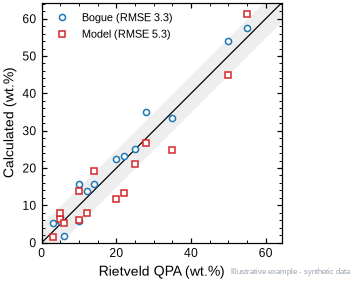 Bogue (RMSE 3.3)
Model (RMSE 5.3)
60
50
40
30
20
10
0
Calculated (wt.%)
0 20 40 60
Rietveld QPA (wt.%)
Illustrative example - synthetic data